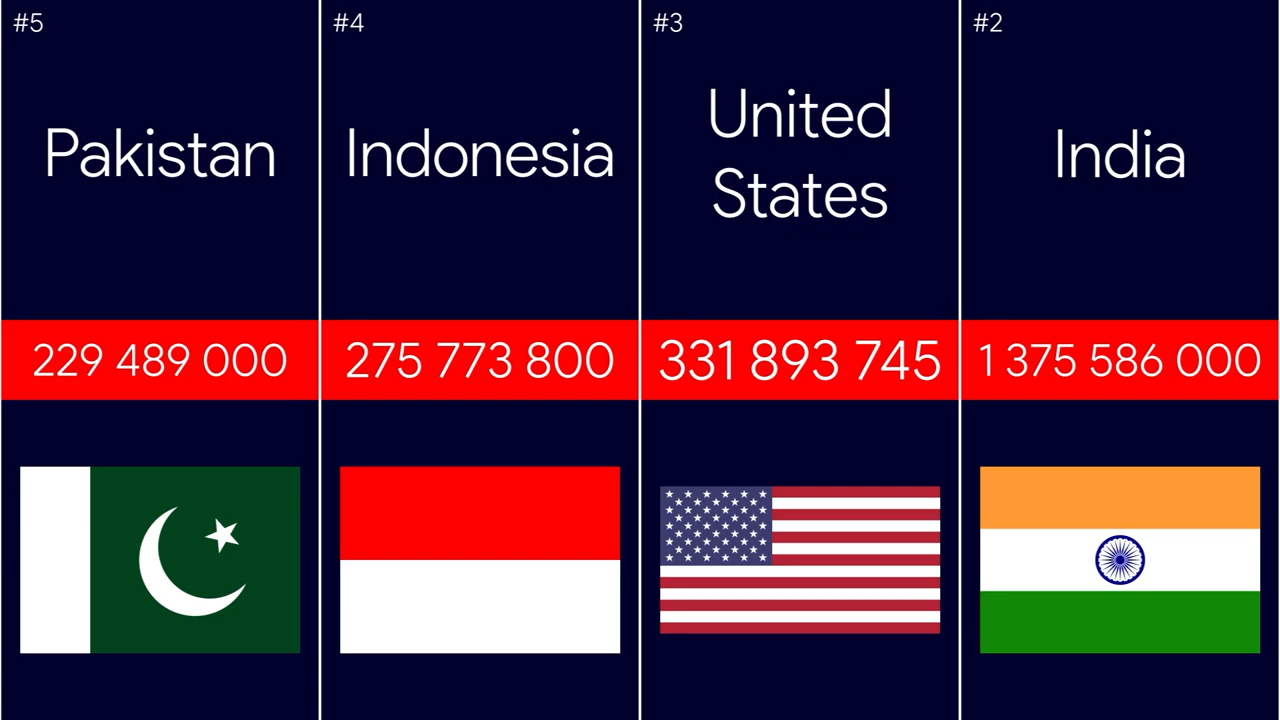 #5
Pakistan
229 489 000
#4
Indonesia
275 773 800
#3
United
States
331 893 745
#2
India
1 375 586 000